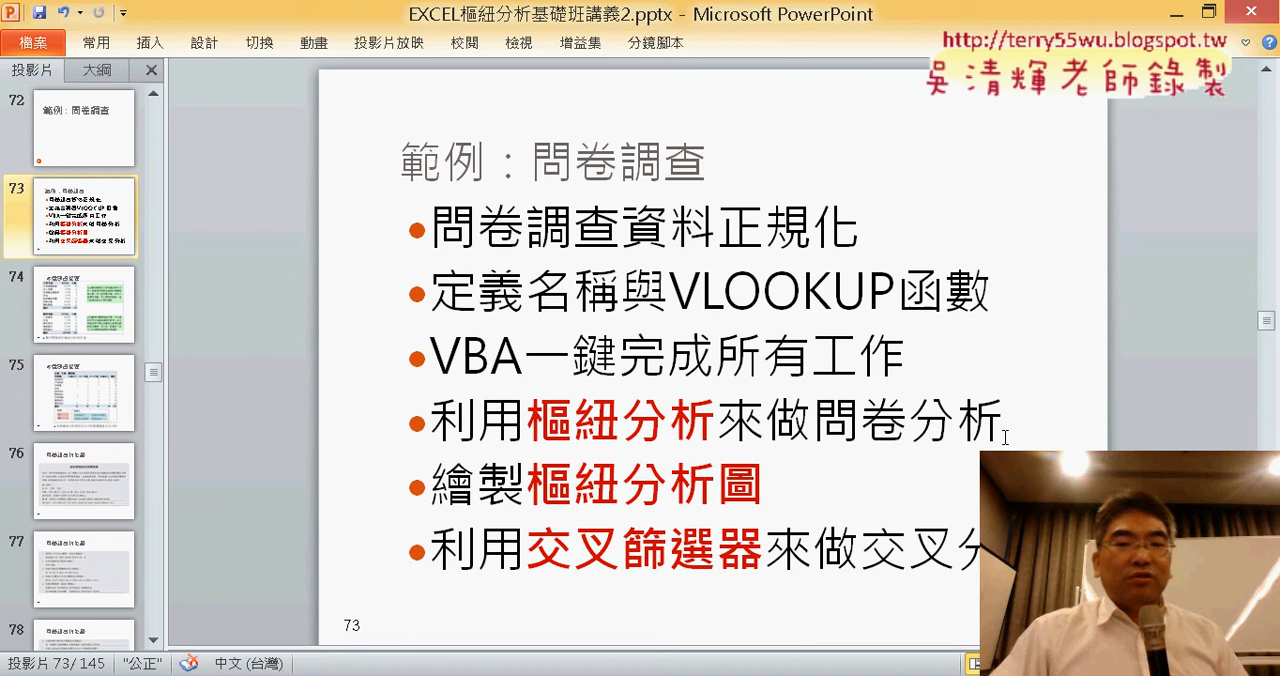 EXCEL樞紐分析基礎班講義2.pptx - Microsoft PowerPoint
檔案 常用 插入 設計 切換 動畫 投影片放映 校閱 檢視 增益集 分鏡腳本
http://terry55wu.blogspot.tw
吳清輝老師錄製
投影片 大綱
72
範例：問卷調查
73
74
75
76
77
78
範例：問卷調查
問卷調查資料正規化
定義名稱與VLOOKUP函數
VBA一鍵完成所有工作
利用樞紐分析來做問卷分析
繪製樞紐分析圖
利用交叉篩選器來做交叉分
73
投影片 73/ 145 "公正" 中文 (台灣)